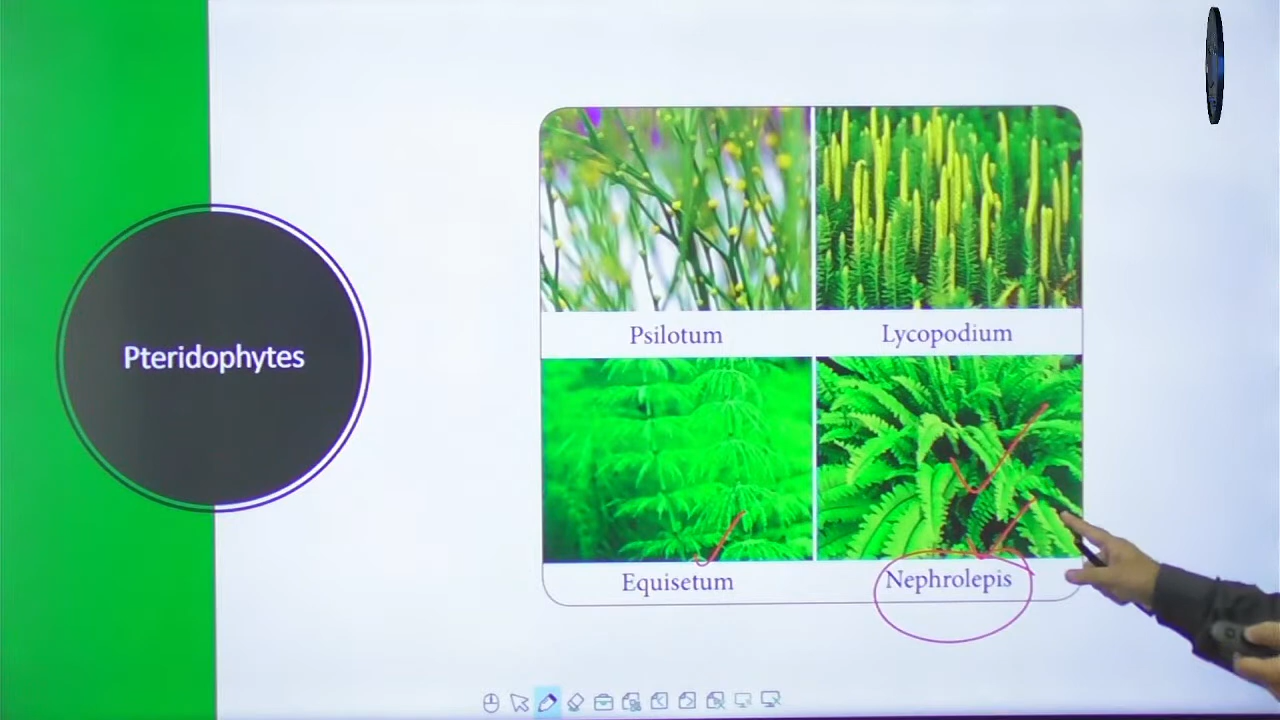 Pteridophytes
Psilotum
Lycopodium
Equisetum
Nephrolepis